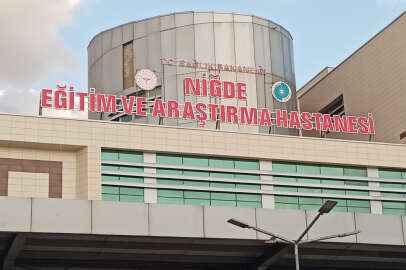 T.C. SAĞLIK BAKANLIĞI
NİĞDE
EĞİTİM VE ARAŞTIRMA HASTANESİ